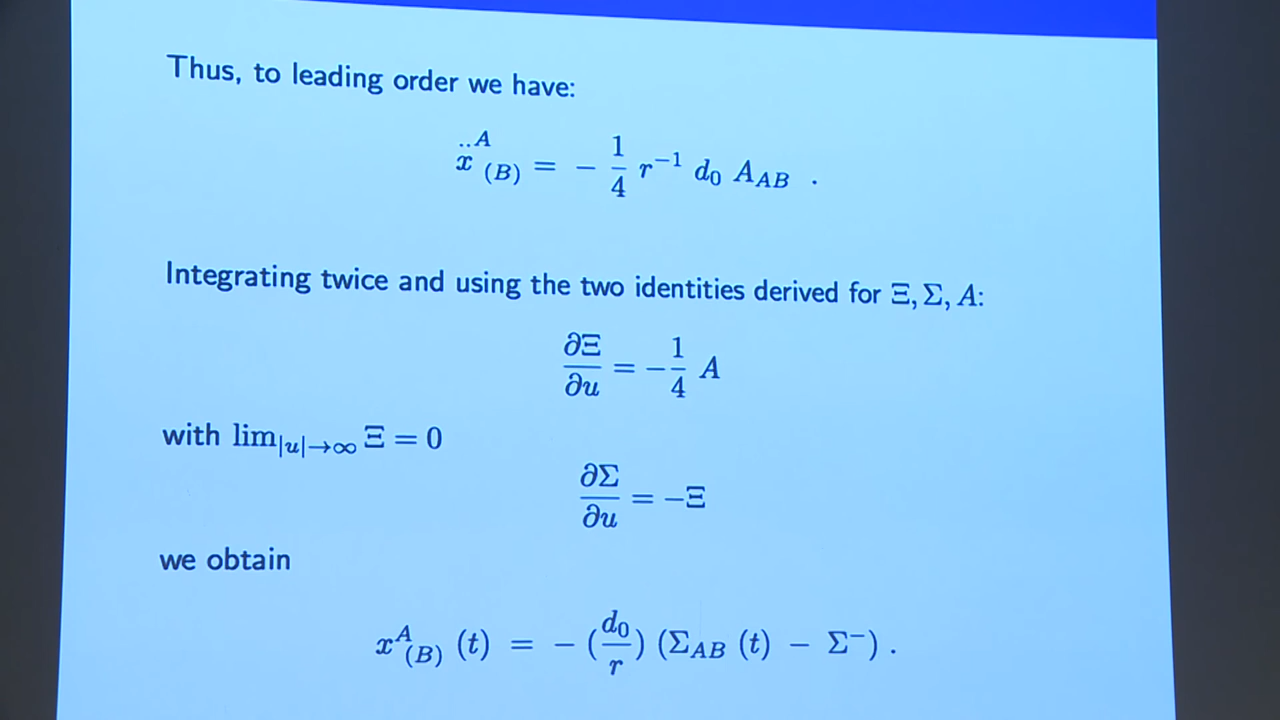 Thus, to leading order we have:
ẍ^A_(B) = − 1/4 r^−1 d_0 A_AB .
Integrating twice and using the two identities derived for Ξ, Σ, A:
∂Ξ/∂u = −1/4 A
with lim_|u|→∞ Ξ = 0
∂Σ/∂u = −Ξ
we obtain
x^A_(B) (t) = − (d_0/r) (Σ_AB (t) − Σ^−) .